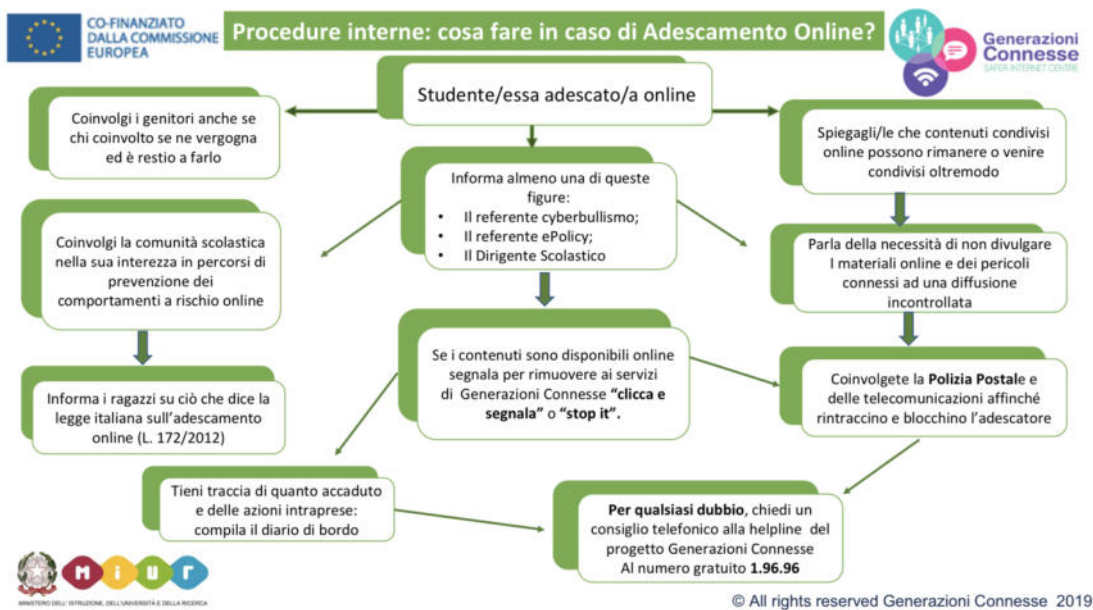 CO-FINANZIATO
DALLA COMMISSIONE
EUROPEA
Procedure interne: cosa fare in caso di Adescamento Online?
Generazioni
Connesse
SAFER INTERNET CENTRE
Studente/essa adescato/a online
Coinvolgi i genitori anche se
chi coinvolto se ne vergogna
ed è restio a farlo
Spiegagli/le che contenuti condivisi
online possono rimanere o venire
condivisi oltremodo
Informa almeno una di queste
figure:
• Il referente cyberbullismo;
• Il referente ePolicy;
• Il Dirigente Scolastico
Coinvolgi la comunità scolastica
nella sua interezza in percorsi di
prevenzione dei
comportamenti a rischio online
Parla della necessità di non divulgare
I materiali online e dei pericoli
connessi ad una diffusione
incontrollata
Se i contenuti sono disponibili online
segnala per rimuovere ai servizi
di Generazioni Connesse “clicca e
segnala” o “stop it”.
Informa i ragazzi su ciò che dice la
legge italiana sull’adescamento
online (L. 172/2012)
Coinvolgete la Polizia Postale e
delle telecomunicazioni affinché
rintraccino e blocchino l’adescatore
Tieni traccia di quanto accaduto
e delle azioni intraprese:
compila il diario di bordo
Per qualsiasi dubbio, chiedi un
consiglio telefonico alla helpline del
progetto Generazioni Connesse
Al numero gratuito 1.96.96
miur
MINISTERO DELL'ISTRUZIONE, DELL'UNIVERSITÀ E DELLA RICERCA
© All rights reserved Generazioni Connesse 2019